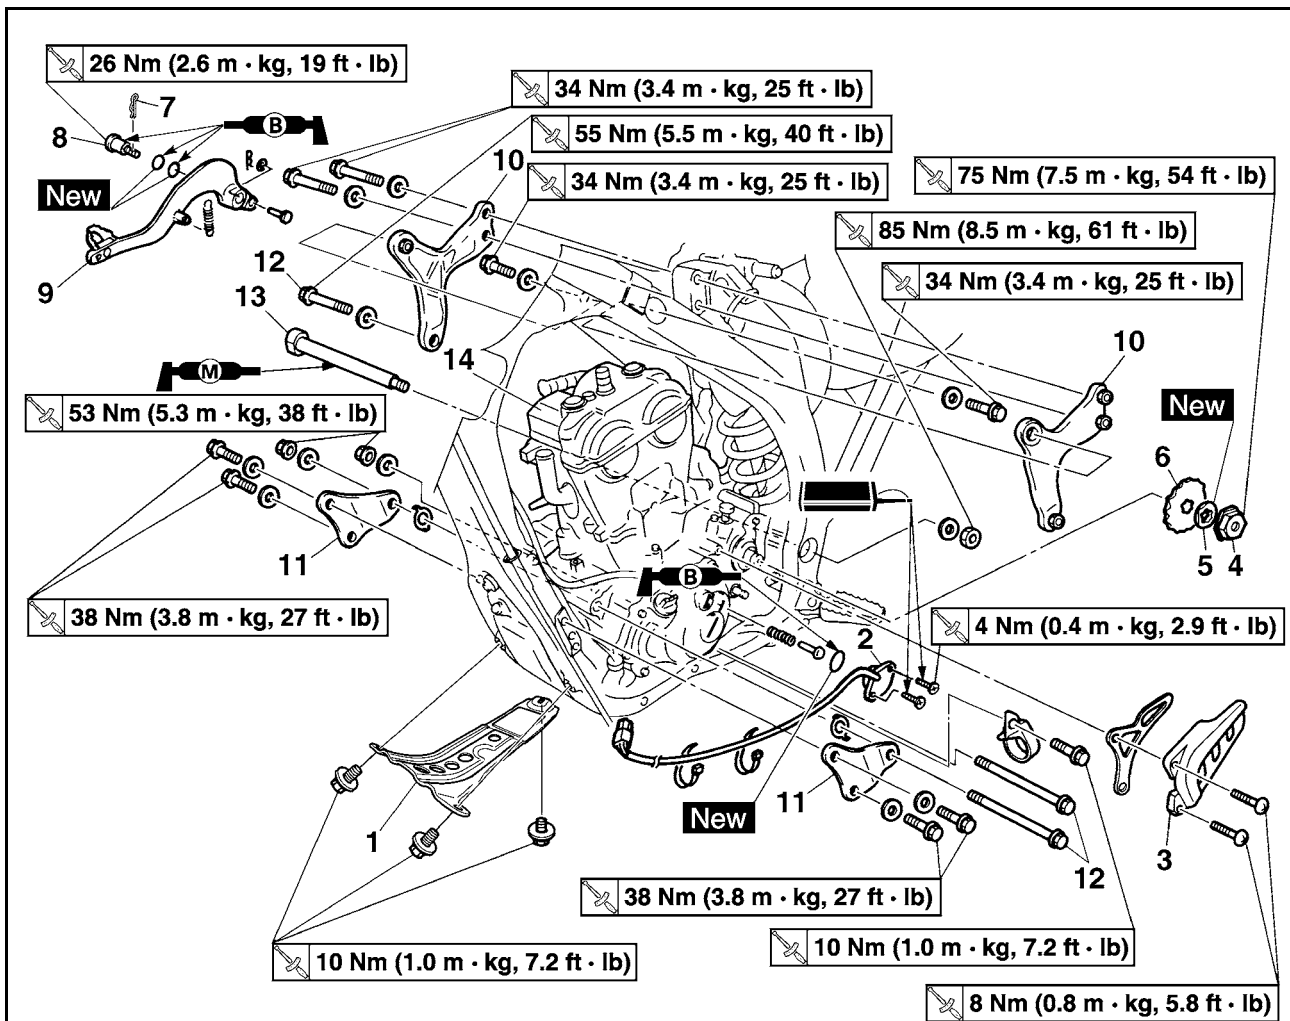 26 Nm (2.6 m · kg, 19 ft · lb)
34 Nm (3.4 m · kg, 25 ft · lb)
7
8
B
55 Nm (5.5 m · kg, 40 ft · lb)
10
34 Nm (3.4 m · kg, 25 ft · lb)
75 Nm (7.5 m · kg, 54 ft · lb)
New
85 Nm (8.5 m · kg, 61 ft · lb)
9
12
13
34 Nm (3.4 m · kg, 25 ft · lb)
14
10
M
New
53 Nm (5.3 m · kg, 38 ft · lb)
6
11
5
4
B
38 Nm (3.8 m · kg, 27 ft · lb)
2
4 Nm (0.4 m · kg, 2.9 ft · lb)
11
New
1
3
12
38 Nm (3.8 m · kg, 27 ft · lb)
10 Nm (1.0 m · kg, 7.2 ft · lb)
10 Nm (1.0 m · kg, 7.2 ft · lb)
8 Nm (0.8 m · kg, 5.8 ft · lb)